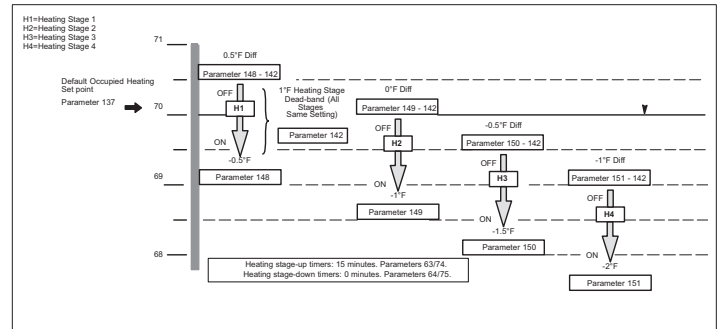 H1=Heating Stage 1
H2=Heating Stage 2
H3=Heating Stage 3
H4=Heating Stage 4
71
0.5°F Diff
Parameter 148 - 142
Default Occupied Heating
Set point
Parameter 137
70
OFF
H1
ON
-0.5°F
Parameter 148
1°F Heating Stage
Dead-band (All
Stages
Same Setting)
Parameter 142
0°F Diff
Parameter 149 - 142
OFF
H2
ON
-1°F
Parameter 149
-0.5°F Diff
Parameter 150 - 142
OFF
H3
ON
-1.5°F
Parameter 150
-1°F Diff
Parameter 151 - 142
OFF
H4
ON
-2°F
Parameter 151
69
68
Heating stage-up timers: 15 minutes. Parameters 63/74.
Heating stage-down timers: 0 minutes. Parameters 64/75.